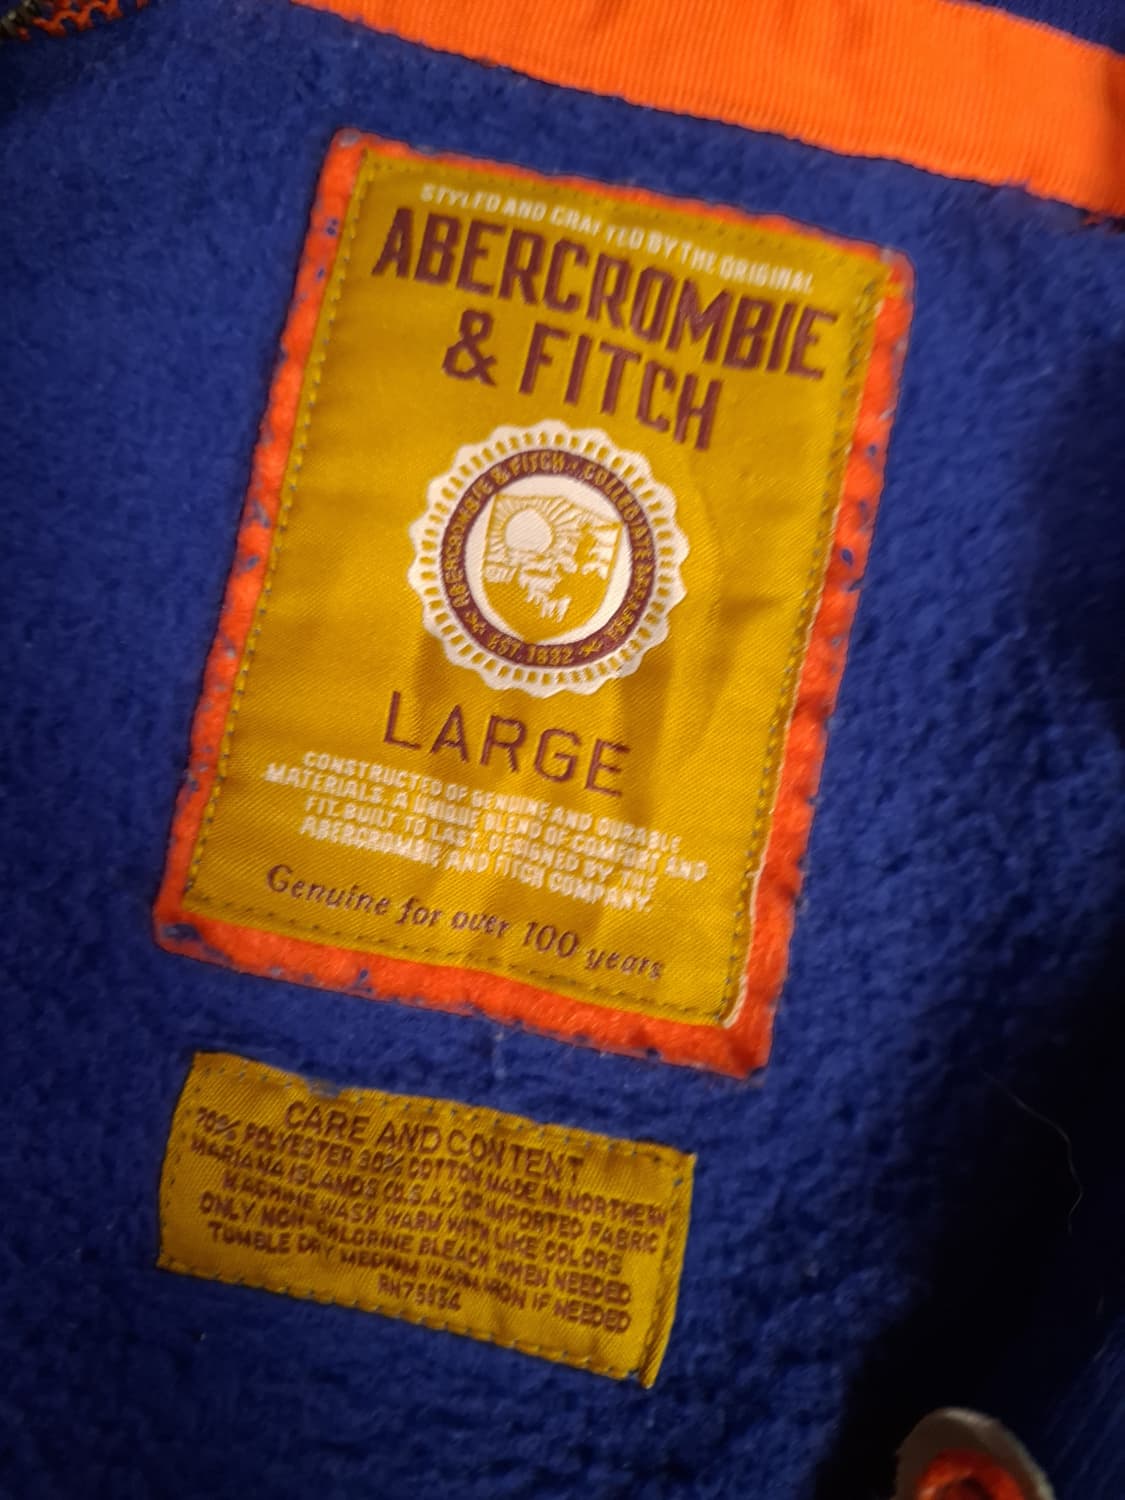 STYLED AND CRAFTED BY THE ORIGINAL
ABERCROMBIE
& FITCH
ABERCROMBIE & FITCH · COLLEGIATE
EST. 1892
LARGE
CONSTRUCTED OF GENUINE AND DURABLE
MATERIALS. A UNIQUE BLEND OF COMFORT AND
FIT. BUILT TO LAST. DESIGNED BY THE
ABERCROMBIE AND FITCH COMPANY.
Genuine for over 100 years
CARE AND CONTENT
70% POLYESTER 30% COTTON MADE IN NORTHERN
MARIANA ISLANDS (U.S.A.) OF IMPORTED FABRIC
MACHINE WASH WARM WITH LIKE COLORS
ONLY NON-CHLORINE BLEACH WHEN NEEDED
TUMBLE DRY MEDIUM WARM IRON IF NEEDED
RN75934